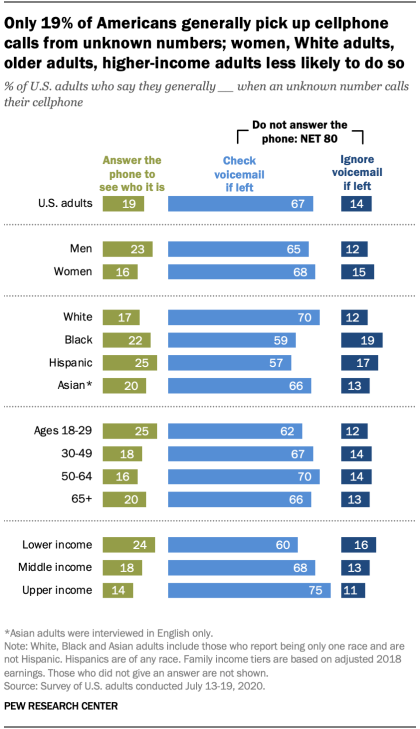 Only 19% of Americans generally pick up cellphone
calls from unknown numbers; women, White adults,
older adults, higher-income adults less likely to do so
% of U.S. adults who say they generally __ when an unknown number calls
their cellphone
Do not answer the
phone: NET 80
Answer the
phone to
see who it is
Check
voicemail
if left
Ignore
voicemail
if left
U.S. adults 19 67 14
Men 23 65 12
Women 16 68 15
White 17 70 12
Black 22 59 19
Hispanic 25 57 17
Asian* 20 66 13
Ages 18-29 25 62 12
30-49 18 67 14
50-64 16 70 14
65+ 20 66 13
Lower income 24 60 16
Middle income 18 68 13
Upper income 14 75 11
*Asian adults were interviewed in English only.
Note: White, Black and Asian adults include those who report being only one race and are
not Hispanic. Hispanics are of any race. Family income tiers are based on adjusted 2018
earnings. Those who did not give an answer are not shown.
Source: Survey of U.S. adults conducted July 13-19, 2020.
PEW RESEARCH CENTER